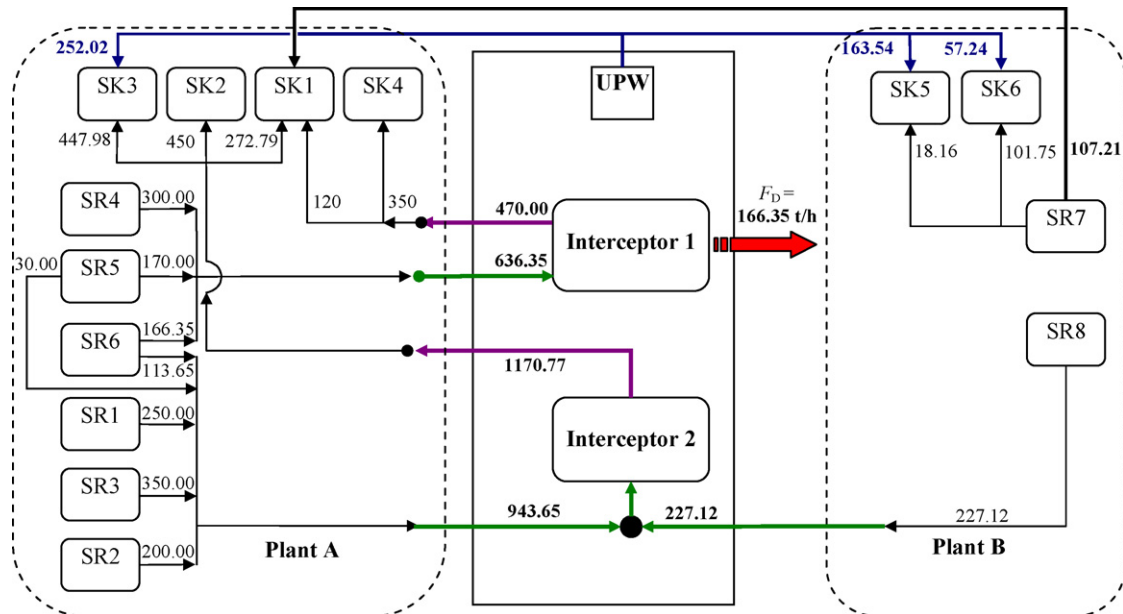 252.02
163.54
57.24
SK3
SK2
SK1
SK4
UPW
SK5
SK6
447.98
450
272.79
18.16
101.75
107.21
SR4
300.00
120
350
470.00
F_D =
166.35 t/h
SR7
Interceptor 1
30.00
SR5
170.00
636.35
SR6
166.35
113.65
1170.77
SR8
SR1
250.00
Interceptor 2
SR3
350.00
943.65
227.12
227.12
SR2
200.00
Plant A
Plant B